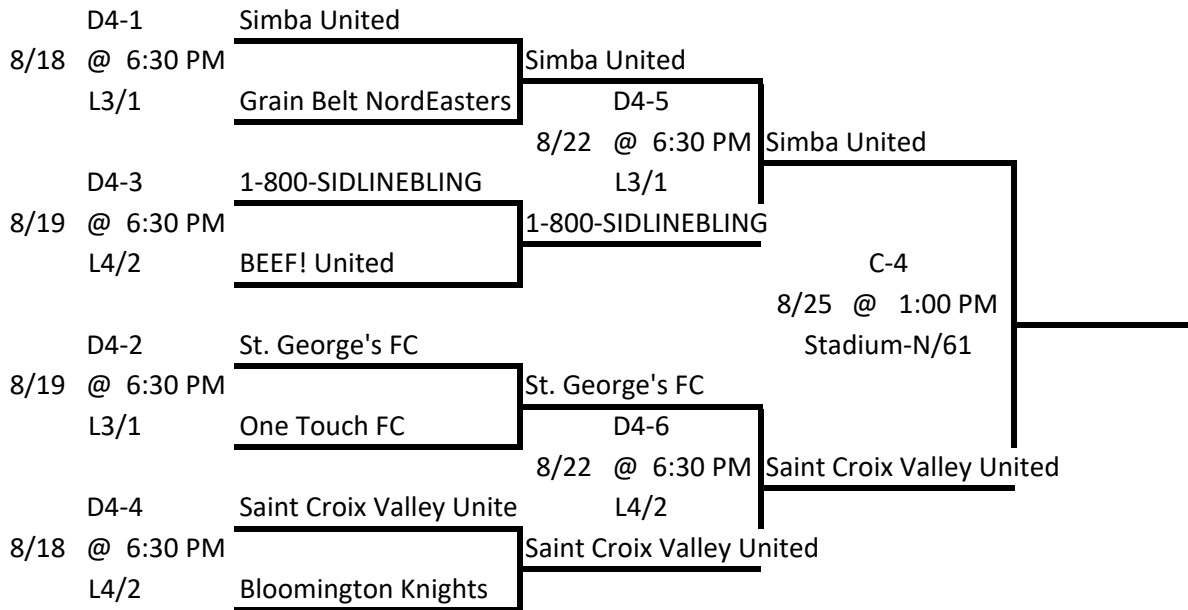 D4-1 Simba United
8/18 @ 6:30 PM Simba United
L3/1 Grain Belt NordEasters D4-5
8/22 @ 6:30 PM Simba United
D4-3 1-800-SIDLINEBLING L3/1
8/19 @ 6:30 PM 1-800-SIDLINEBLING
L4/2 BEEF! United C-4
8/25 @ 1:00 PM
D4-2 St. George's FC Stadium-N/61
8/19 @ 6:30 PM St. George's FC
L3/1 One Touch FC D4-6
8/22 @ 6:30 PM Saint Croix Valley United
D4-4 Saint Croix Valley Unite L4/2
8/18 @ 6:30 PM Saint Croix Valley United
L4/2 Bloomington Knights